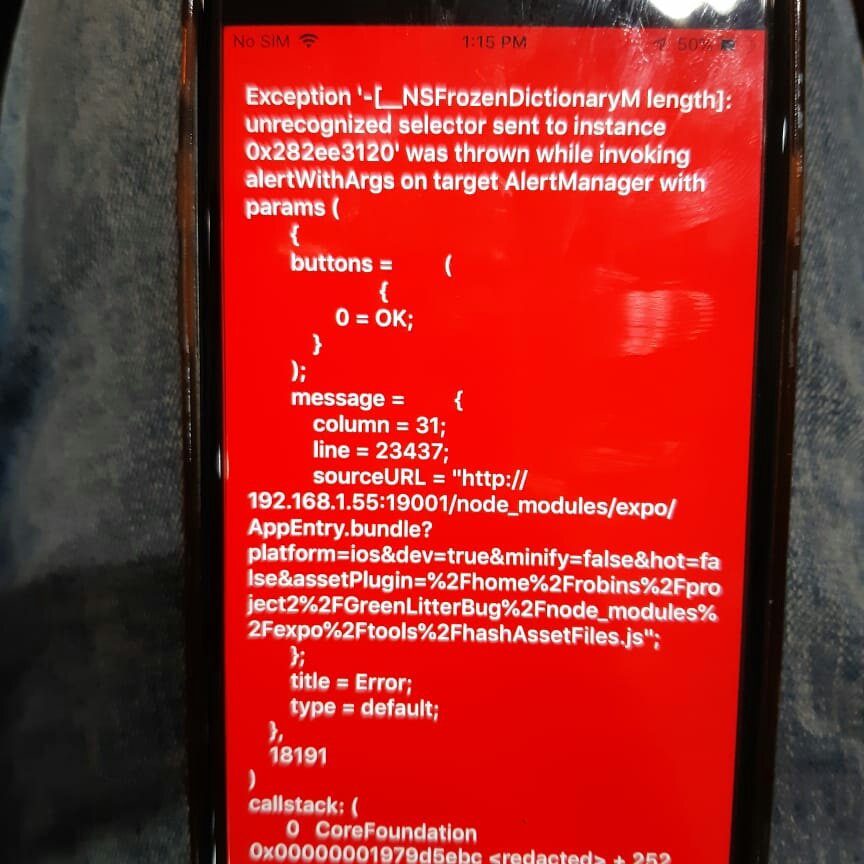 No SIM 1:15 PM 50%
Exception '-[__NSFrozenDictionaryM length]:
unrecognized selector sent to instance
0x282ee3120' was thrown while invoking
alertWithArgs on target AlertManager with
params (
{
buttons = (
{
0 = OK;
}
);
message = {
column = 31;
line = 23437;
sourceURL = "http://
192.168.1.55:19001/node_modules/expo/
AppEntry.bundle?
platform=ios&dev=true&minify=false&hot=fa
lse&assetPlugin=%2Fhome%2Frobins%2Fpro
ject2%2FGreenLitterBug%2Fnode_modules%
2Fexpo%2Ftools%2FhashAssetFiles.js";
};
title = Error;
type = default;
},
18191
)
callstack: (
0 CoreFoundation
0x00000001979d5ebc <redacted> + 252